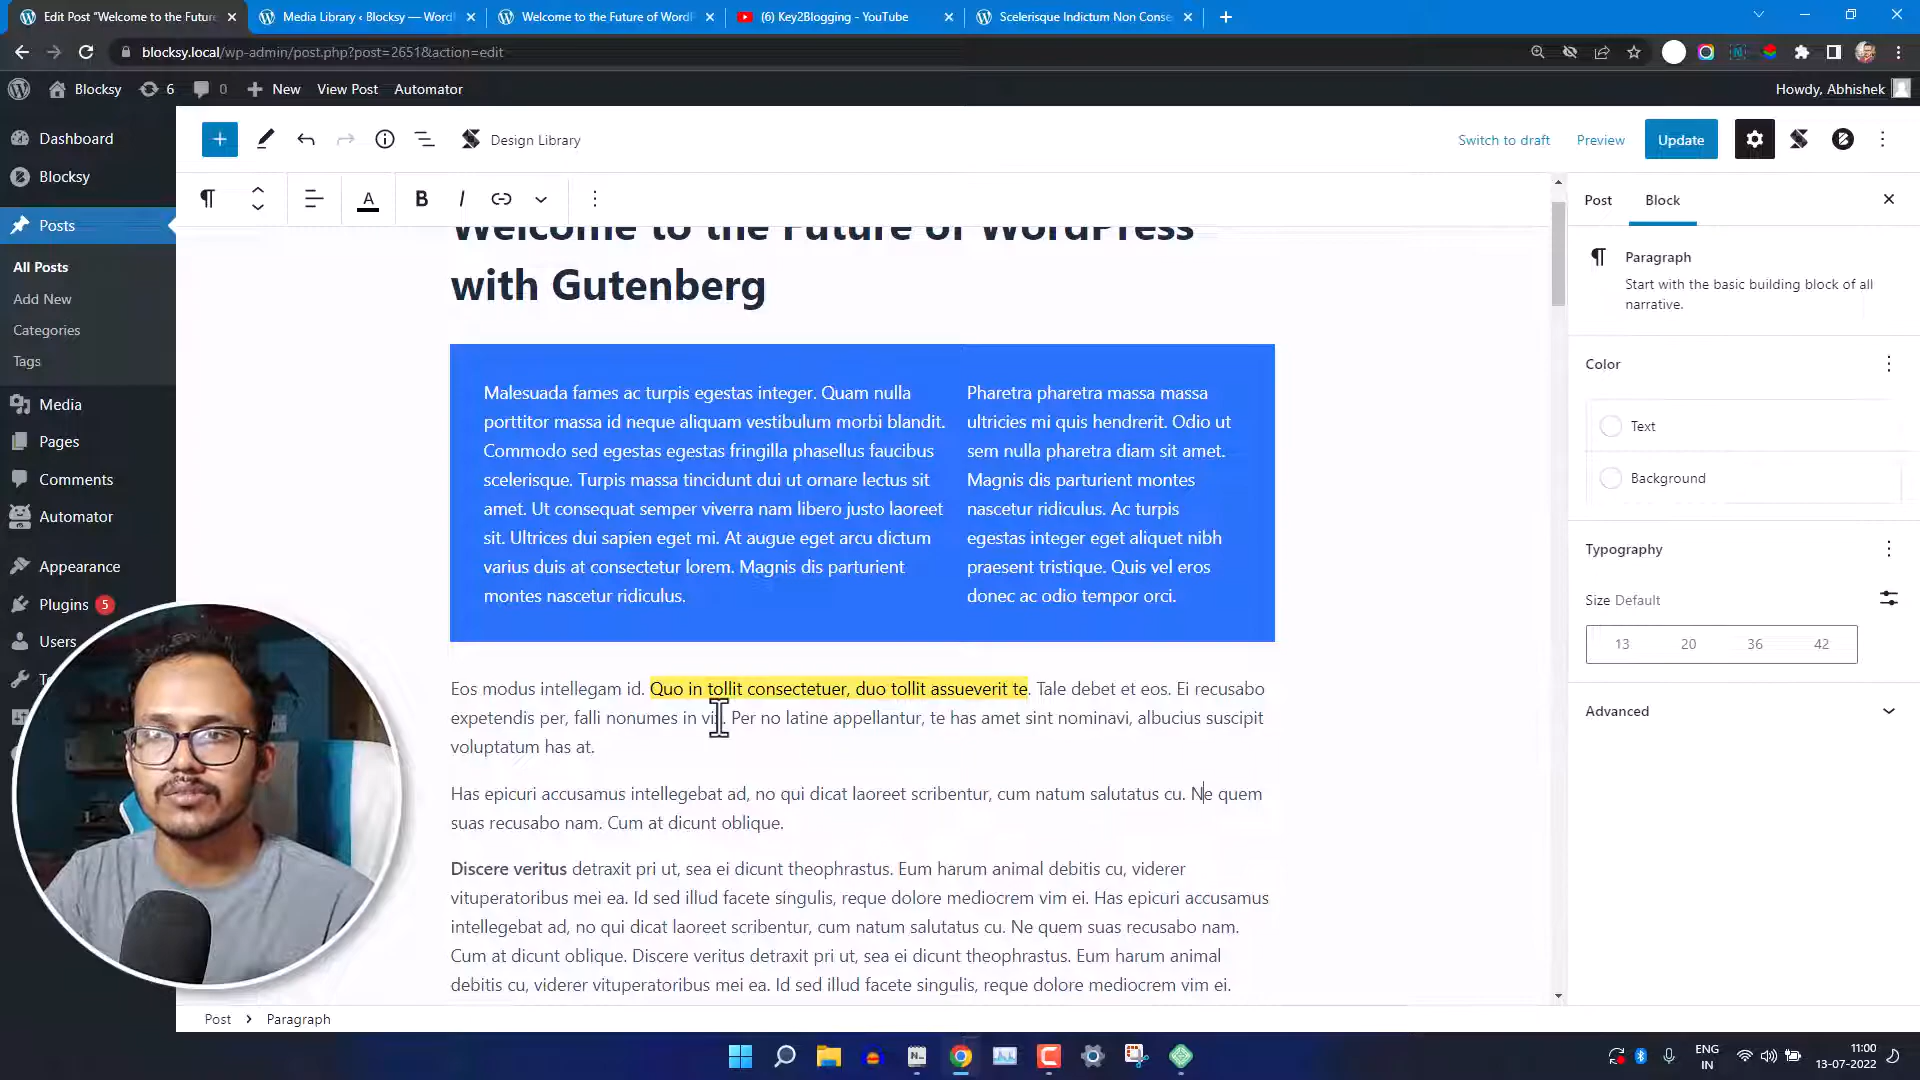 Edit Post "Welcome to the Futur
Media Library ‹ Blocksy — Word
Welcome to the Future of WordP
(6) Key2Blogging - YouTube
Scelerisque Indictum Non Conse
blocksy.local/wp-admin/post.php?post=2651&action=edit
Blocksy
6
0
New
View Post
Automator
Howdy, Abhishek
Dashboard
Blocksy
Posts
All Posts
Add New
Categories
Tags
Media
Pages
Comments
Automator
Appearance
Plugins 5
Users
Design Library
Switch to draft
Preview
Update
A
B
I
Welcome to the Future of WordPress
with Gutenberg
Malesuada fames ac turpis egestas integer. Quam nulla
porttitor massa id neque aliquam vestibulum morbi blandit.
Commodo sed egestas egestas fringilla phasellus faucibus
scelerisque. Turpis massa tincidunt dui ut ornare lectus sit
amet. Ut consequat semper viverra nam libero justo laoreet
sit. Ultrices dui sapien eget mi. At augue eget arcu dictum
varius duis at consectetur lorem. Magnis dis parturient
montes nascetur ridiculus.
Pharetra pharetra massa massa
ultricies mi quis hendrerit. Odio ut
sem nulla pharetra diam sit amet.
Magnis dis parturient montes
nascetur ridiculus. Ac turpis
egestas integer eget aliquet nibh
praesent tristique. Quis vel eros
donec ac odio tempor orci.
Eos modus intellegam id. Quo in tollit consectetuer, duo tollit assueverit te. Tale debet et eos. Ei recusabo
expetendis per, falli nonumes in vis. Per no latine appellantur, te has amet sint nominavi, albucius suscipit
voluptatum has at.
Has epicuri accusamus intellegebat ad, no qui dicat laoreet scribentur, cum natum salutatus cu. Ne quem
suas recusabo nam. Cum at dicunt oblique.
Discere veritus detraxit pri ut, sea ei dicunt theophrastus. Eum harum animal debitis cu, viderer
vituperatoribus mei ea. Id sed illud facete singulis, reque dolore mediocrem vim ei. Has epicuri accusamus
intellegebat ad, no qui dicat laoreet scribentur, cum natum salutatus cu. Ne quem suas recusabo nam.
Cum at dicunt oblique. Discere veritus detraxit pri ut, sea ei dicunt theophrastus. Eum harum animal
debitis cu, viderer vituperatoribus mei ea. Id sed illud facete singulis, reque dolore mediocrem vim ei.
Post
Block
Paragraph
Start with the basic building block of all
narrative.
Color
Text
Background
Typography
Size Default
13 20 36 42
Advanced
Post
Paragraph
ENG
IN
11:00
13-07-2022